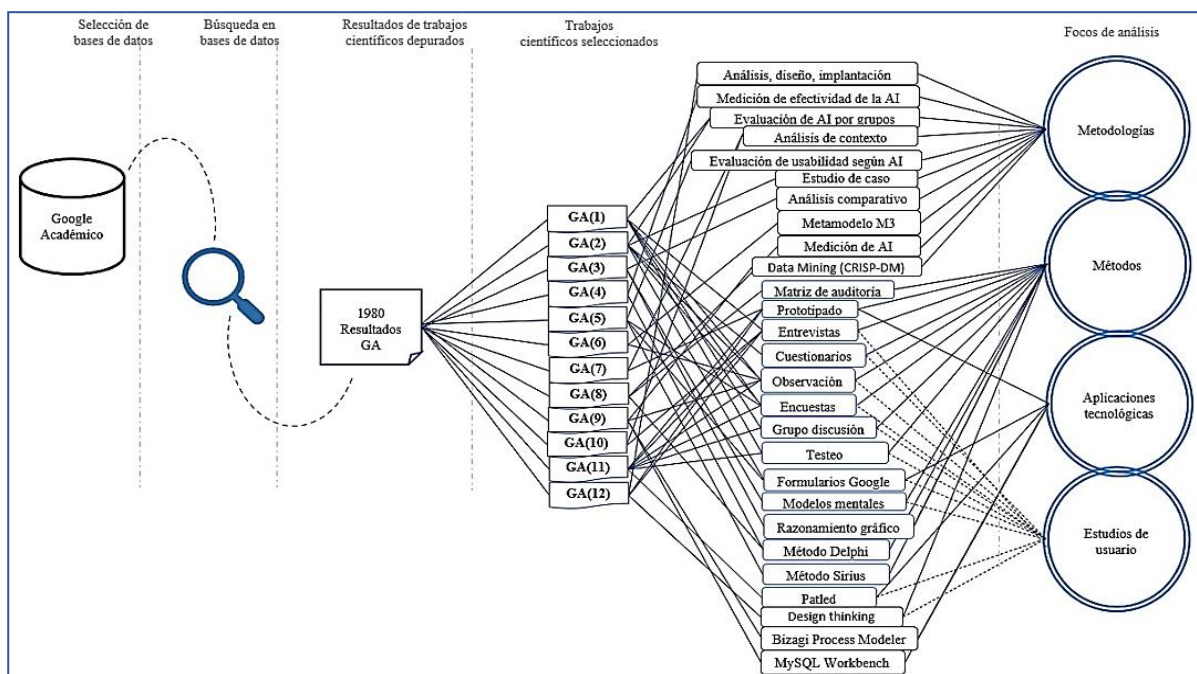 Selección de
bases de datos
Búsqueda en
bases de datos
Resultados de trabajos
científicos depurados
Trabajos
científicos seleccionado
Focos de análisis
Google
Académico
1980
Resultados
GA
GA(1)
GA(2)
GA(3)
GA(4)
GA(5)
GA(6)
GA(7)
GA(8)
GA(9)
GA(10)
GA(11)
GA(12)
Análisis, diseño, implantación
Medición de efectividad de la AI
Evaluación de AI por grupos
Análisis de contexto
Evaluación de usabilidad según AI
Estudio de caso
Análisis comparativo
Metamodelo M3
Medición de AI
Data Mining (CRISP-DM)
Matriz de auditoría
Prototipado
Entrevistas
Cuestionarios
Observación
Encuestas
Grupo discusión
Testeo
Formularios Google
Modelos mentales
Razonamiento gráfico
Método Delphi
Método Sirius
Patled
Design thinking
Bizagi Process Modeler
MySQL Workbench
Metodologías
Métodos
Aplicaciones
tecnológicas
Estudios de
usuario